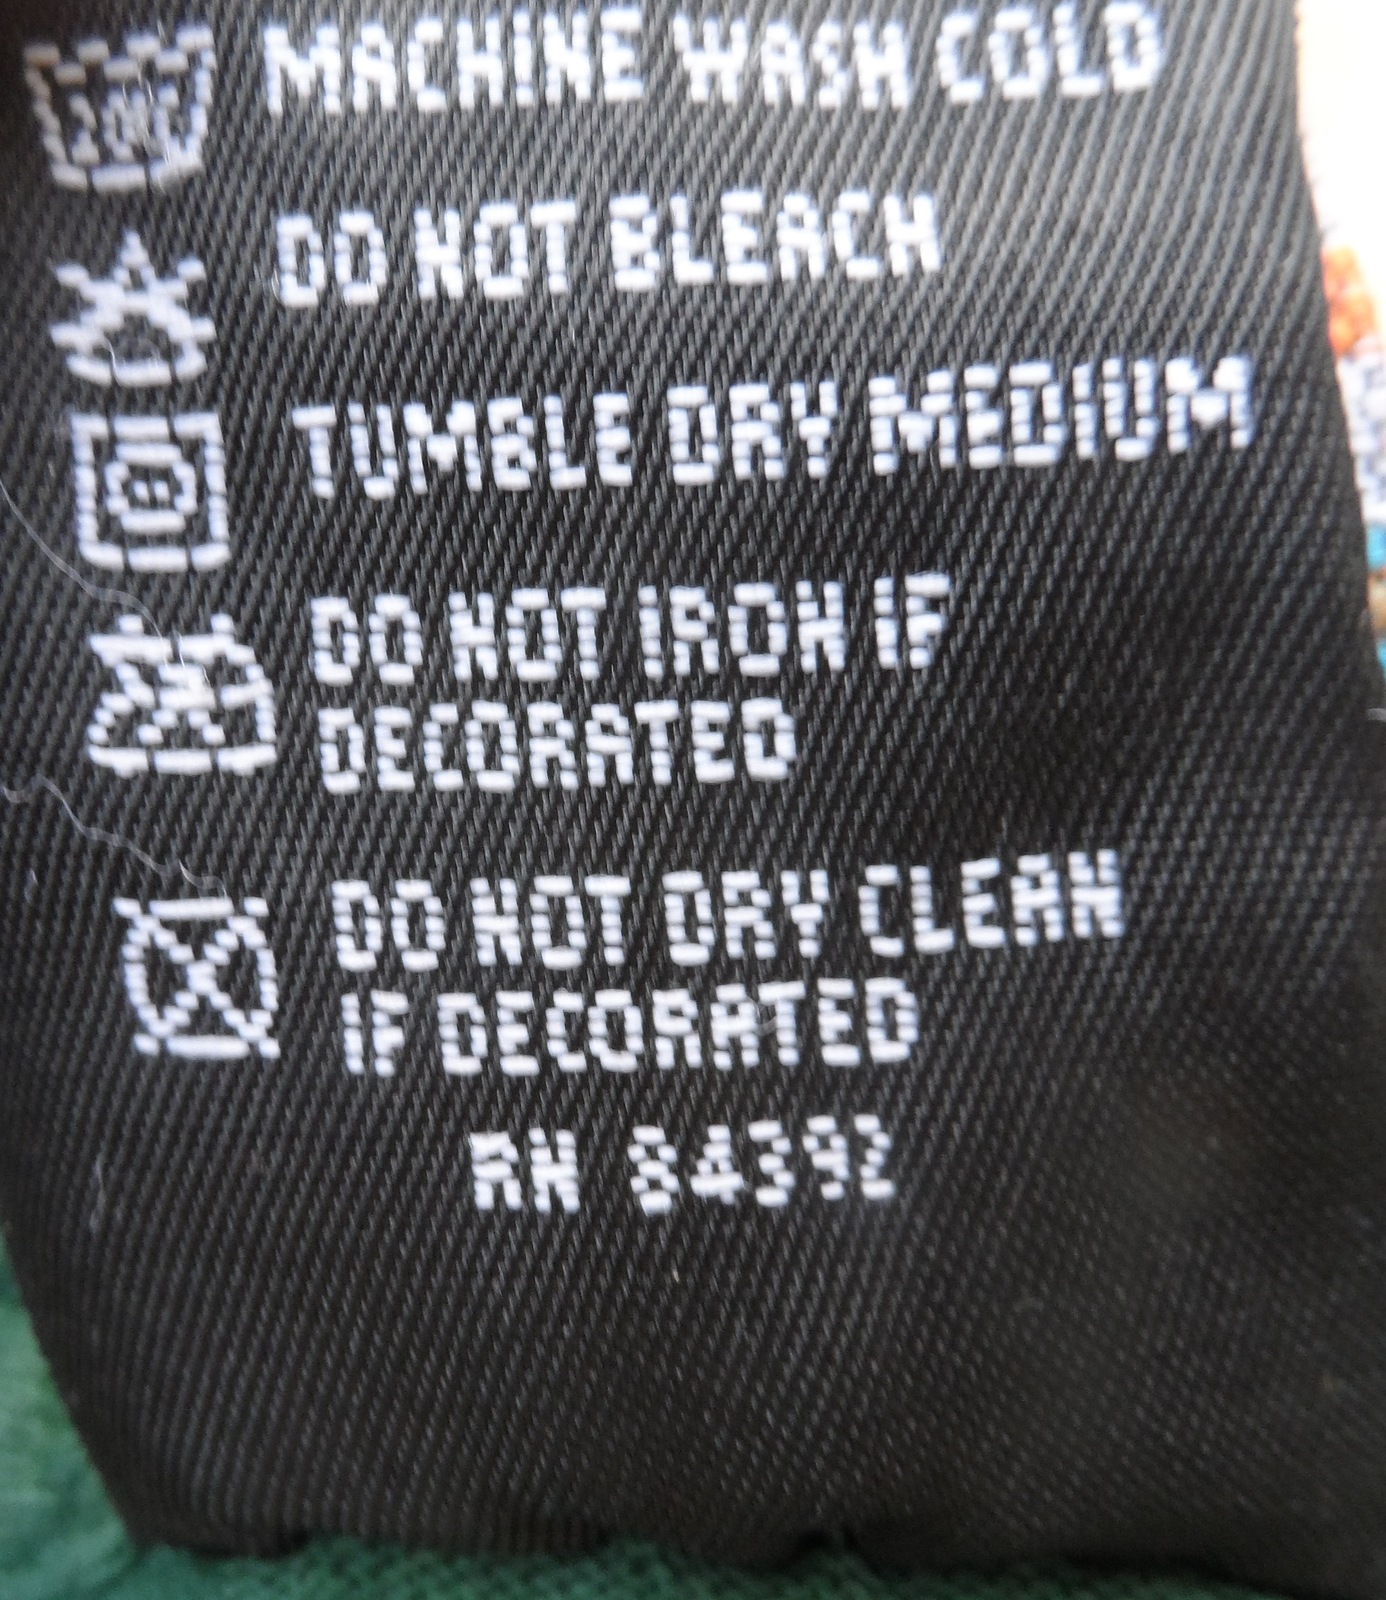 MACHINE WASH COLD
DO NOT BLEACH
TUMBLE DRY MEDIUM
DO NOT IRON IF
DECORATED
DO NOT DRY CLEAN
IF DECORATED
RN 84392